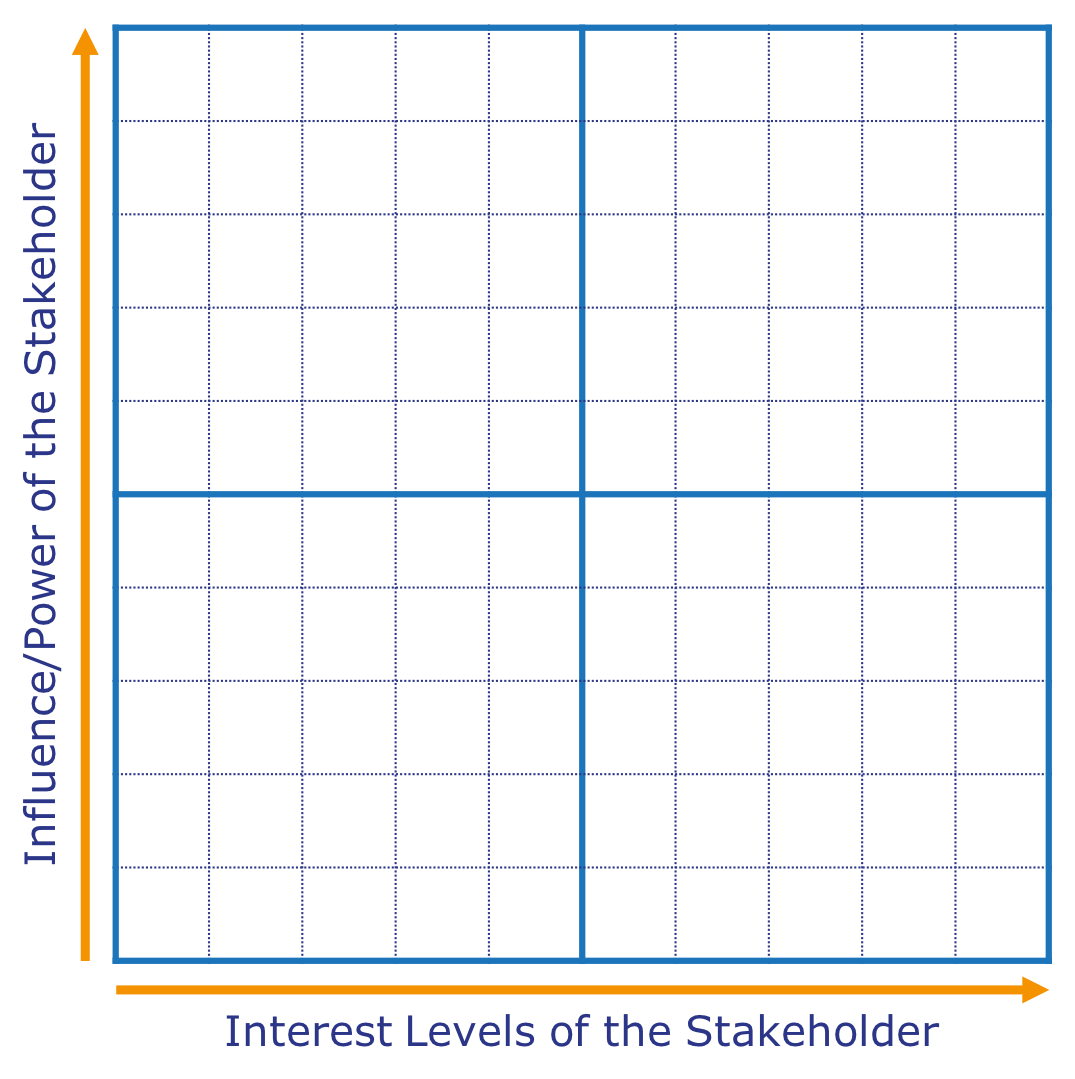 Influence/Power of the Stakeholder
Interest Levels of the Stakeholder